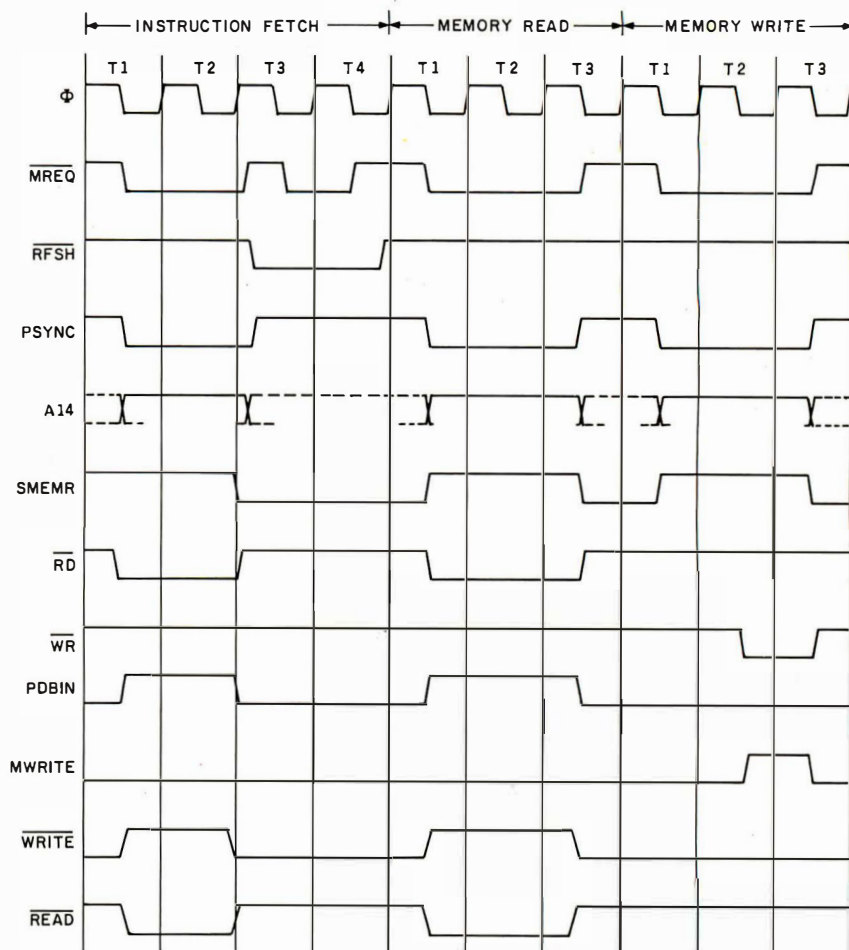 INSTRUCTION FETCH MEMORY READ MEMORY WRITE
T1 T2 T3 T4 T1 T2 T3 T1 T2 T3
Φ
MREQ
RFSH
PSYNC
A14
SMEMR
RD
WR
PDBIN
MWRITE
WRITE
READ